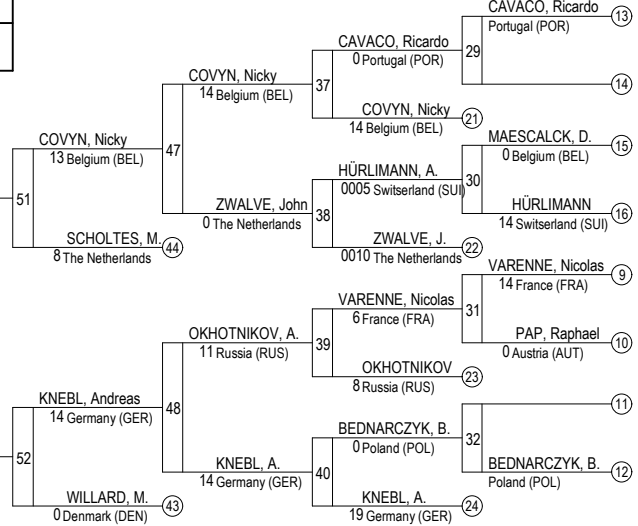 CAVACO, Ricardo
Portugal (POR)
13
29
14
CAVACO, Ricardo
0 Portugal (POR)
37
COVYN, Nicky
14 Belgium (BEL)
21
COVYN, Nicky
14 Belgium (BEL)
47
MAESCALCK, D.
0 Belgium (BEL)
15
30
HÜRLIMANN
14 Switserland (SUI)
16
HÜRLIMANN, A.
0005 Switserland (SUI)
38
ZWALVE, J.
0010 The Netherlands
22
ZWALVE, John
0 The Netherlands
COVYN, Nicky
13 Belgium (BEL)
51
SCHOLTES, M.
8 The Netherlands
44
VARENNE, Nicolas
14 France (FRA)
9
31
PAP, Raphael
0 Austria (AUT)
10
VARENNE, Nicolas
6 France (FRA)
39
OKHOTNIKOV
8 Russia (RUS)
23
OKHOTNIKOV, A.
11 Russia (RUS)
48
11
32
BEDNARCZYK, B.
Poland (POL)
12
BEDNARCZYK, B.
0 Poland (POL)
40
KNEBL, A.
19 Germany (GER)
24
KNEBL, A.
14 Germany (GER)
KNEBL, Andreas
14 Germany (GER)
52
WILLARD, M.
0 Denmark (DEN)
43